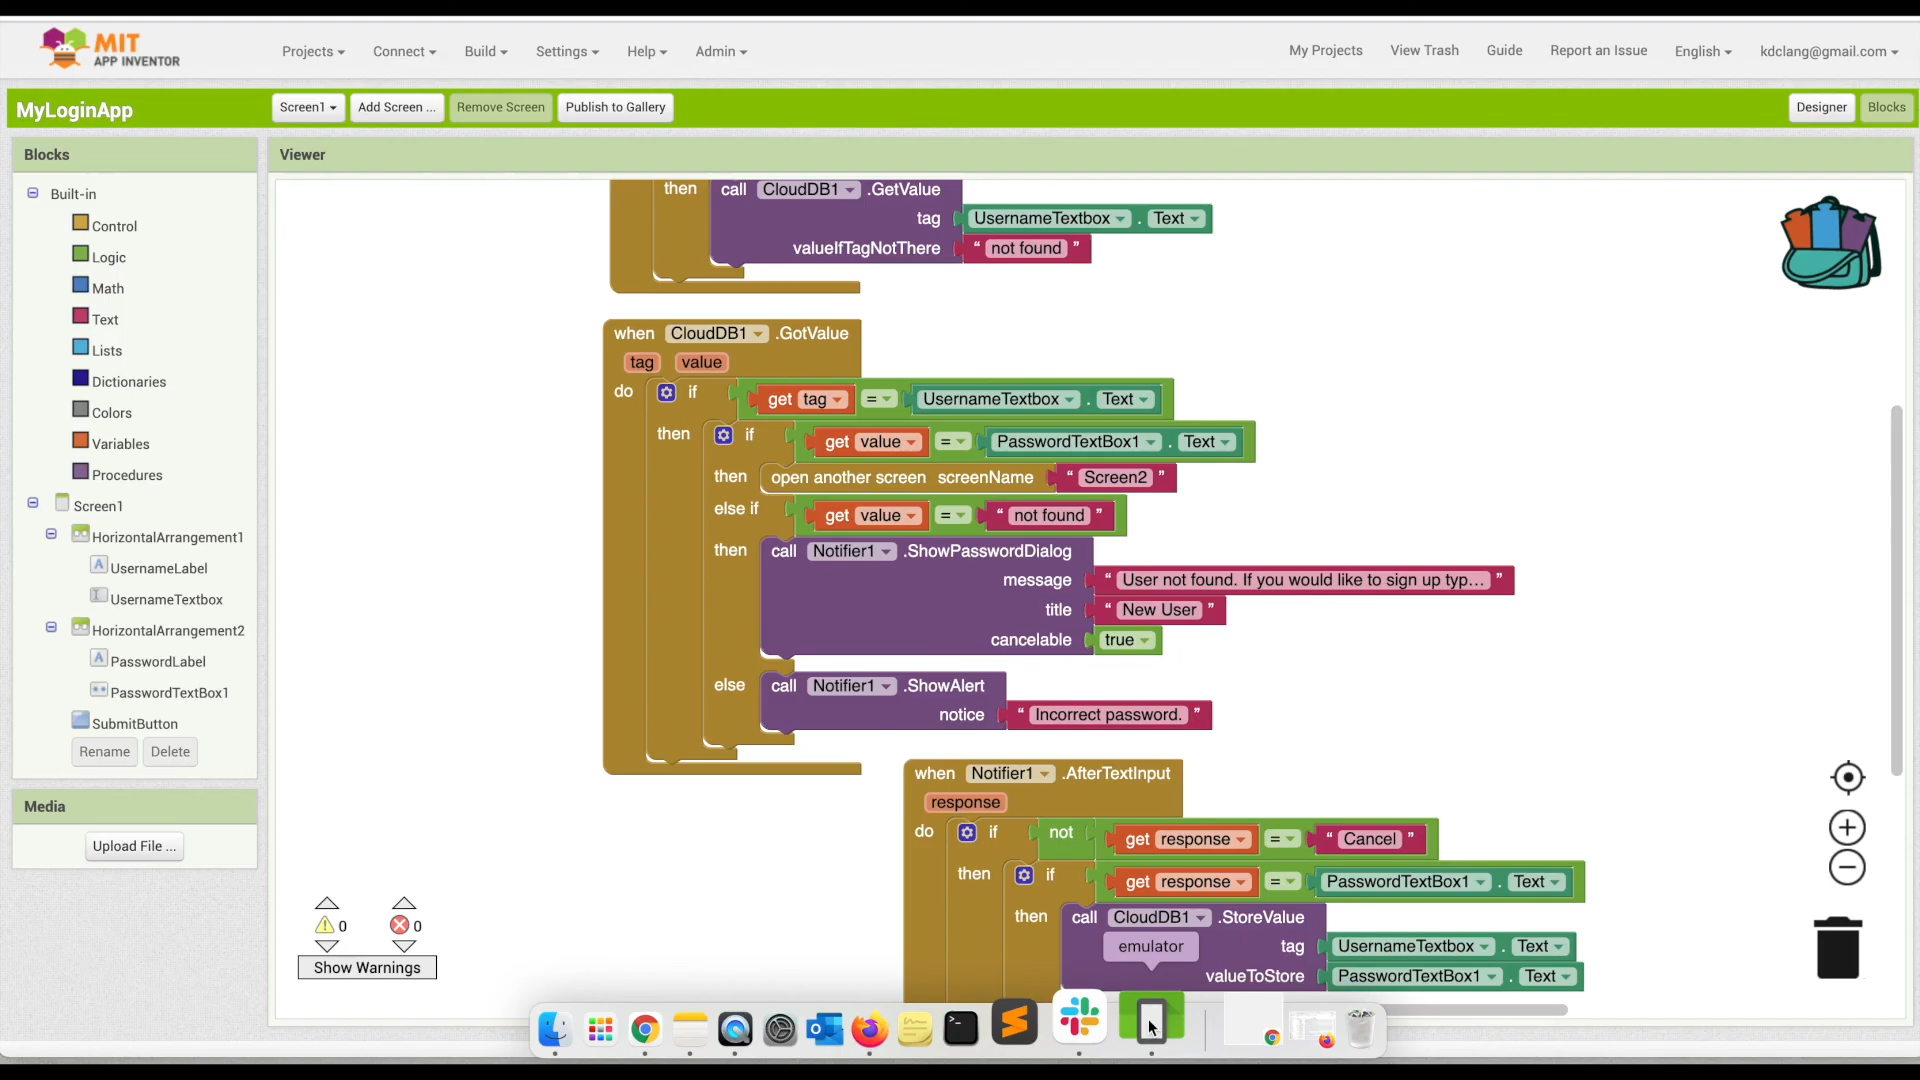 MIT
APP INVENTOR
Projects Connect Build Settings Help Admin My Projects View Trash Guide Report an Issue English kdclang@gmail.com
MyLoginApp Screen1 Add Screen ... Remove Screen Publish to Gallery Designer Blocks
Blocks
Built-in
Control
Logic
Math
Text
Lists
Dictionaries
Colors
Variables
Procedures
Screen1
HorizontalArrangement1
UsernameLabel
UsernameTextbox
HorizontalArrangement2
PasswordLabel
PasswordTextBox1
SubmitButton
Rename Delete
Media
Upload File ...
Viewer
then call CloudDB1 .GetValue
tag UsernameTextbox . Text
valueIfTagNotThere “ not found ”
when CloudDB1 .GotValue
tag value
do if get tag = UsernameTextbox . Text
then if get value = PasswordTextBox1 . Text
then open another screen screenName “ Screen2 ”
else if get value = “ not found ”
then call Notifier1 .ShowPasswordDialog
message “ User not found. If you would like to sign up typ... ”
title “ New User ”
cancelable true
else call Notifier1 .ShowAlert
notice “ Incorrect password. ”
when Notifier1 .AfterTextInput
response
do if not get response = “ Cancel ”
then if get response = PasswordTextBox1 . Text
then call CloudDB1 .StoreValue
emulator
tag UsernameTextbox . Text
valueToStore PasswordTextBox1 . Text
0 0
Show Warnings